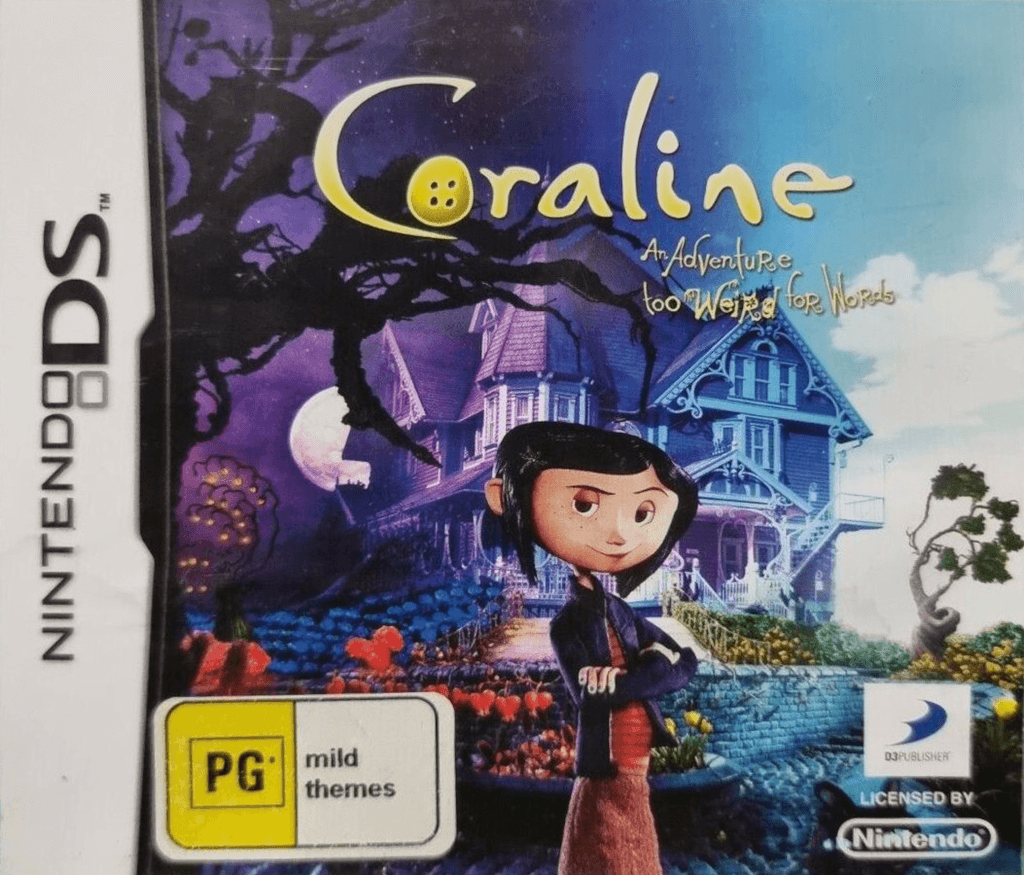 NINTENDO DS™
Coraline
An Adventure
too Weird for Words
PG
mild
themes
D3PUBLISHER
LICENSED BY
Nintendo®